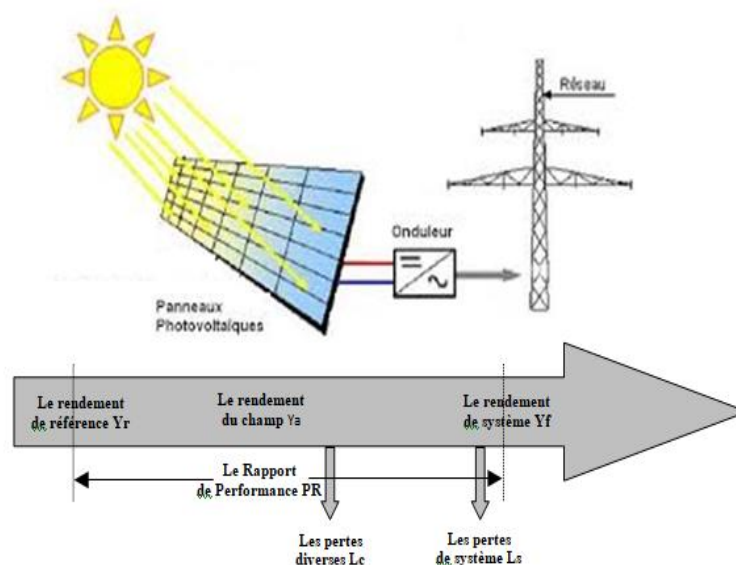 Réseau
Onduleur
Panneaux
Photovoltaïques
Le rendement
de référence Yr
Le rendement
du champ Ya
Le rendement
de système Yf
Le Rapport
de Performance PR
Les pertes
diverses Lc
Les pertes
de système Ls